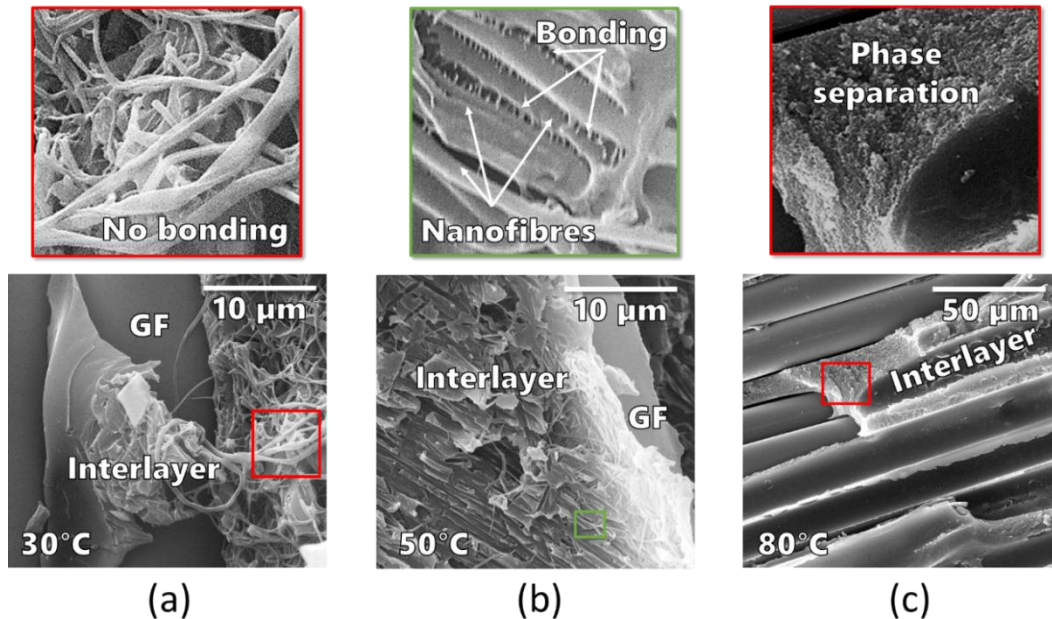 No bonding
Bonding
Nanofibres
Phase
separation
10 µm
GF
Interlayer
30°C
10 µm
Interlayer
GF
50°C
50 µm
Interlayer
80°C
(a)
(b)
(c)